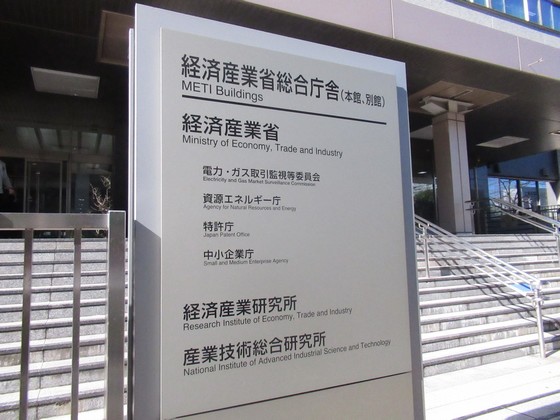 経済産業省総合庁舎(本館、別館)
METI Buildings
経済産業省
Ministry of Economy, Trade and Industry
電力・ガス取引監視等委員会
Electricity and Gas Market Surveillance Commission
資源エネルギー庁
Agency for Natural Resources and Energy
特許庁
Japan Patent Office
中小企業庁
Small and Medium Enterprise Agency
経済産業研究所
Research Institute of Economy, Trade and Industry
産業技術総合研究所
National Institute of Advanced Industrial Science and Technology